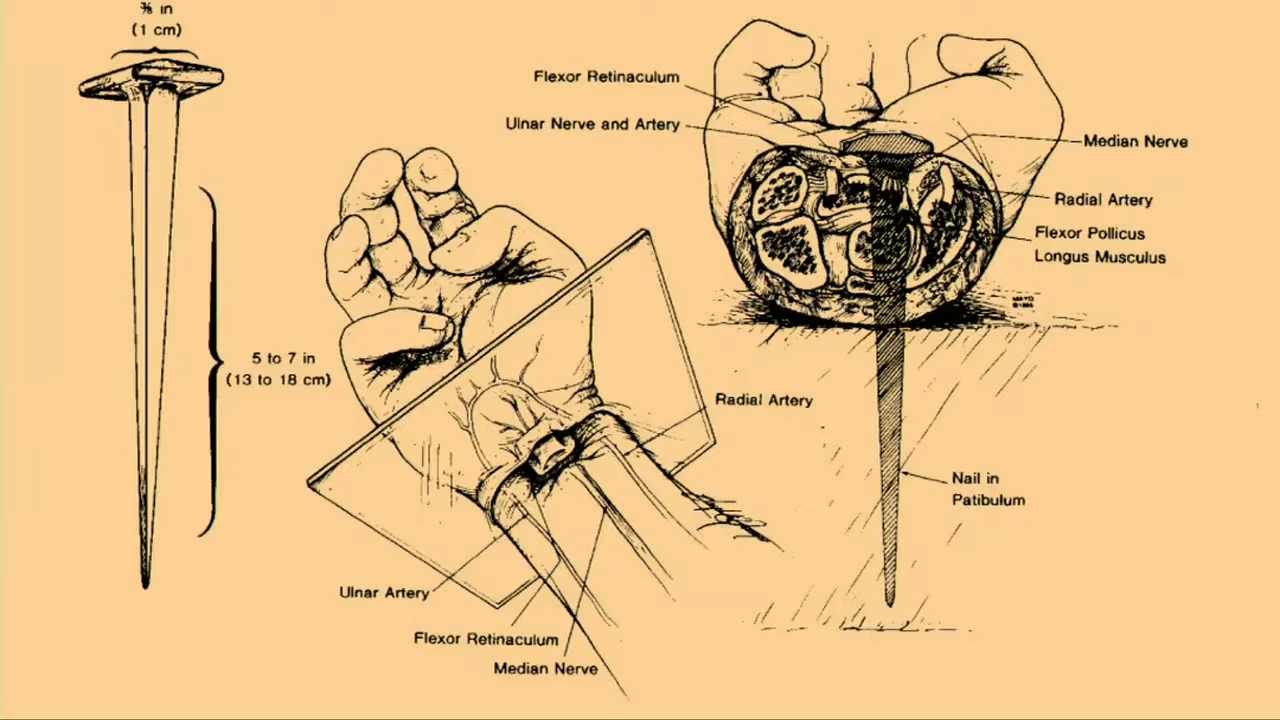 ⅜ in
(1 cm)
5 to 7 in
(13 to 18 cm)
Flexor Retinaculum
Ulnar Nerve and Artery
Median Nerve
Radial Artery
Flexor Pollicus
Longus Musculus
MAYO
Radial Artery
Nail in
Patibulum
Ulnar Artery
Flexor Retinaculum
Median Nerve